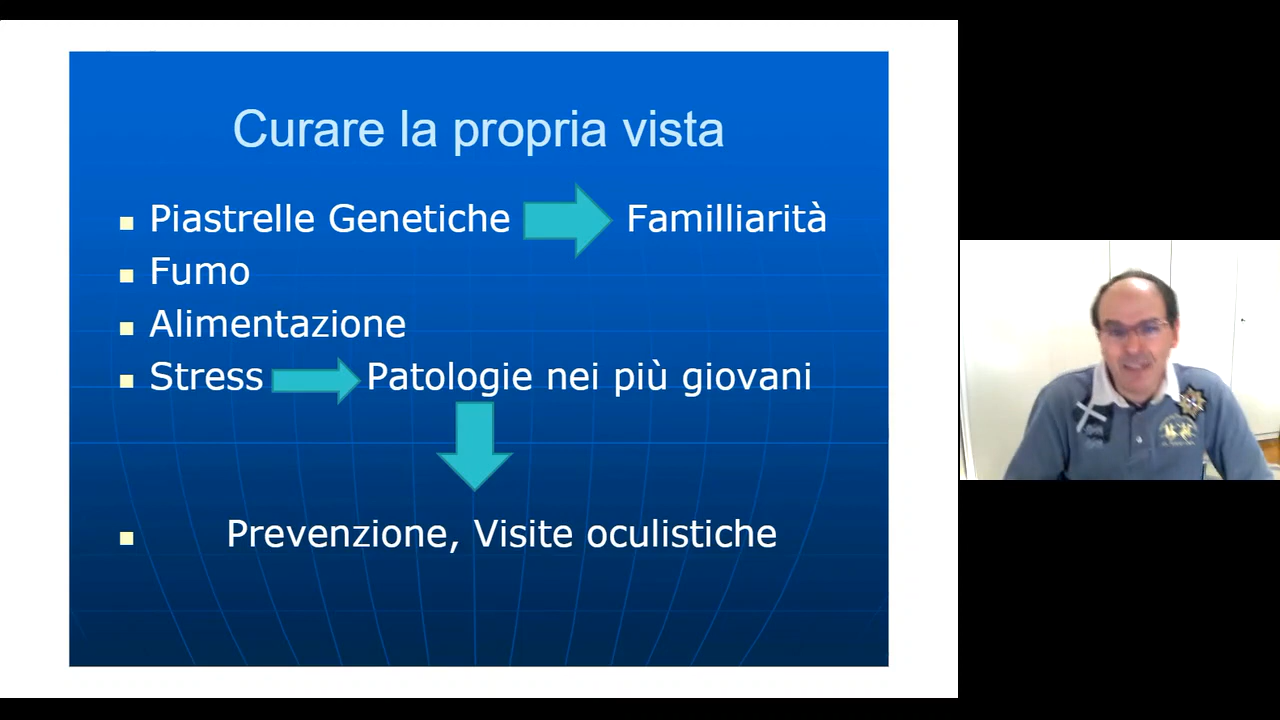 Curare la propria vista
Piastrelle Genetiche Familliarità
Fumo
Alimentazione
Stress Patologie nei più giovani
Prevenzione, Visite oculistiche